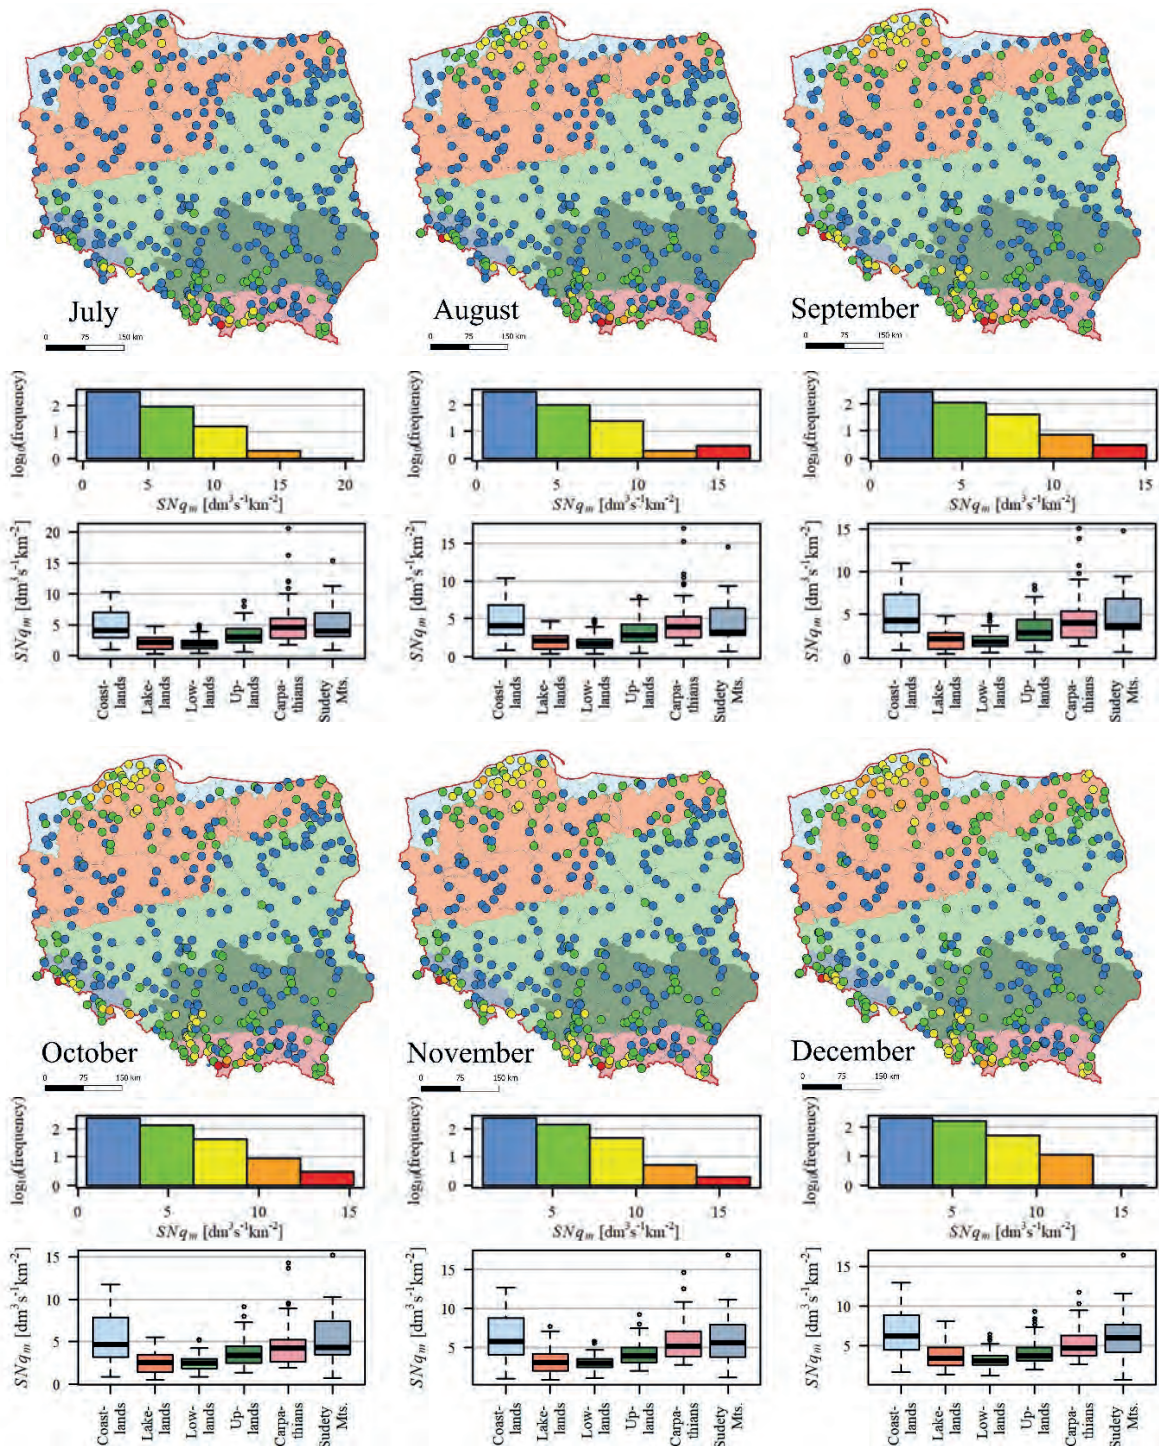 July
0 75 150 km
August
0 75 150 km
September
0 75 150 km
log₁₀(frequency)
2
1
0
0 5 10 15 20
SNqₘ [dm³s⁻¹km⁻²]
log₁₀(frequency)
2
1
0
0 5 10 15
SNqₘ [dm³s⁻¹km⁻²]
log₁₀(frequency)
2
1
0
0 5 10 15
SNqₘ [dm³s⁻¹km⁻²]
SNqₘ [dm³s⁻¹km⁻²]
20
15
10
5
0
Coast-
lands
Lake-
lands
Low-
lands
Up-
lands
Carpa-
thians
Sudety
Mts.
SNqₘ [dm³s⁻¹km⁻²]
15
10
5
0
Coast-
lands
Lake-
lands
Low-
lands
Up-
lands
Carpa-
thians
Sudety
Mts.
SNqₘ [dm³s⁻¹km⁻²]
15
10
5
0
Coast-
lands
Lake-
lands
Low-
lands
Up-
lands
Carpa-
thians
Sudety
Mts.
October
0 75 150 km
November
0 75 150 km
December
0 75 150 km
log₁₀(frequency)
2
1
0
0 5 10 15
SNqₘ [dm³s⁻¹km⁻²]
log₁₀(frequency)
2
1
0
5 10 15
SNqₘ [dm³s⁻¹km⁻²]
log₁₀(frequency)
2
1
0
5 10 15
SNqₘ [dm³s⁻¹km⁻²]
SNqₘ [dm³s⁻¹km⁻²]
15
10
5
0
Coast-
lands
Lake-
lands
Low-
lands
Up-
lands
Carpa-
thians
Sudety
Mts.
SNqₘ [dm³s⁻¹km⁻²]
15
10
5
Coast-
lands
Lake-
lands
Low-
lands
Up-
lands
Carpa-
thians
Sudety
Mts.
SNqₘ [dm³s⁻¹km⁻²]
15
10
5
Coast-
lands
Lake-
lands
Low-
lands
Up-
lands
Carpa-
thians
Sudety
Mts.